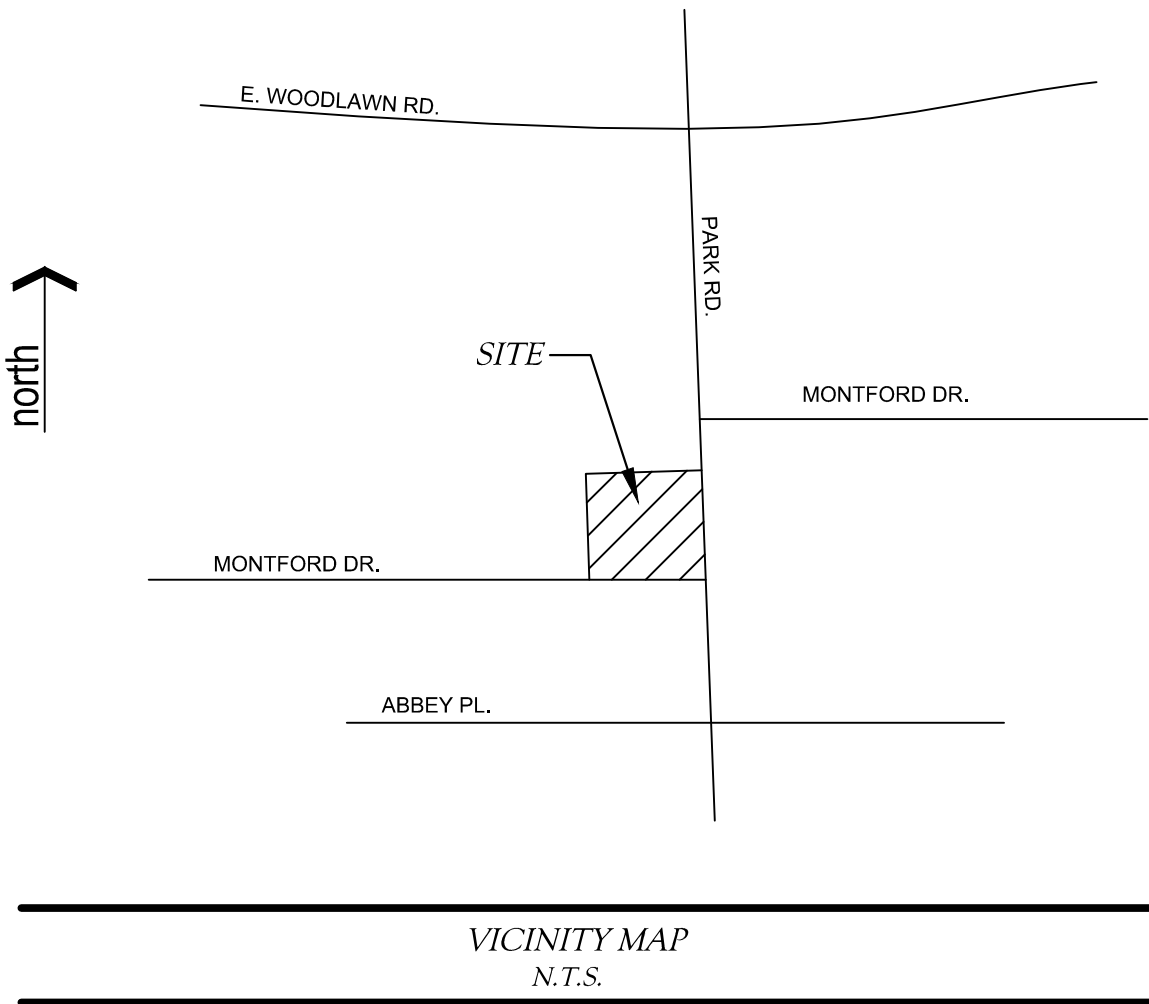 E. WOODLAWN RD.
PARK RD.
north
SITE
MONTFORD DR.
MONTFORD DR.
ABBEY PL.
VICINITY MAP
N.T.S.